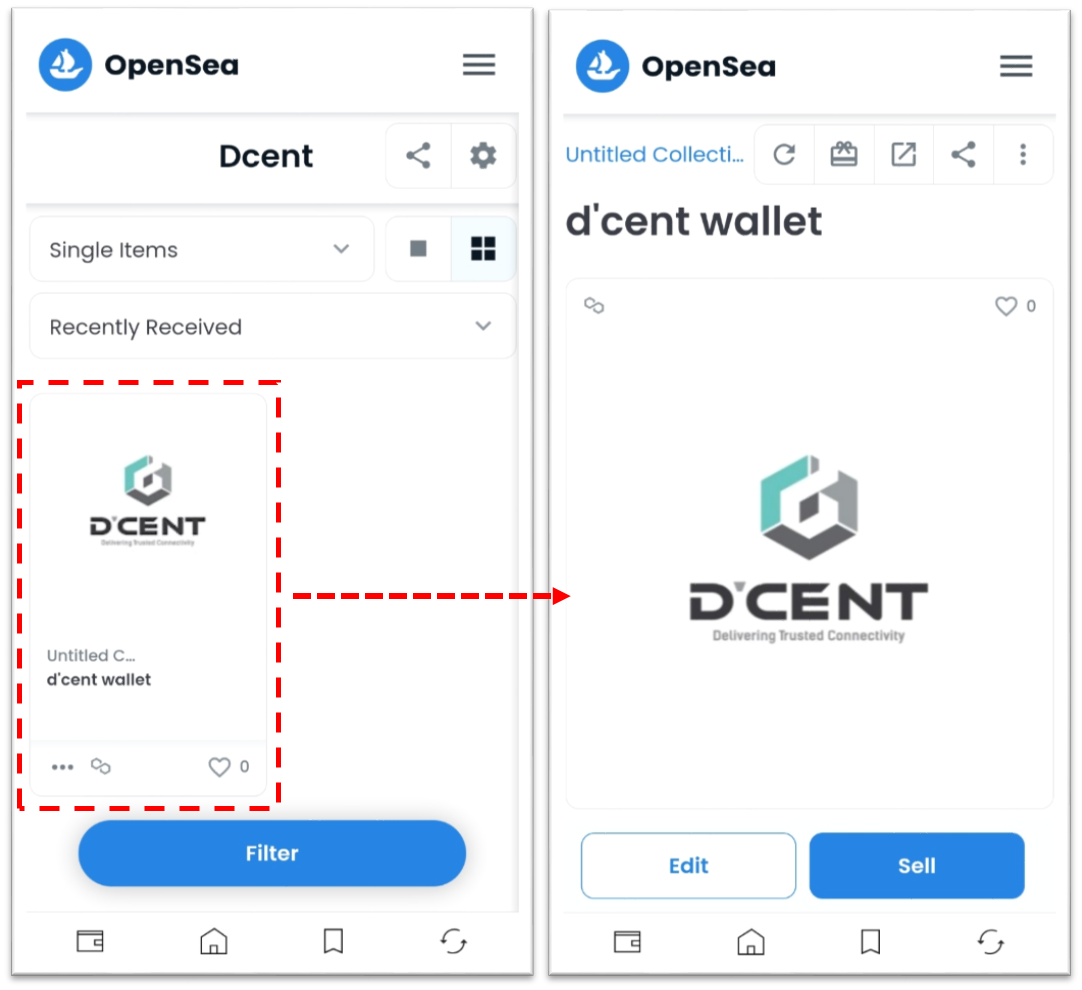 OpenSea
Dcent
Single Items
Recently Received
D'CENT
Delivering Trusted Connectivity
Untitled C...
d'cent wallet
0
Filter
OpenSea
Untitled Collecti...
d'cent wallet
0
D'CENT
Delivering Trusted Connectivity
Edit
Sell